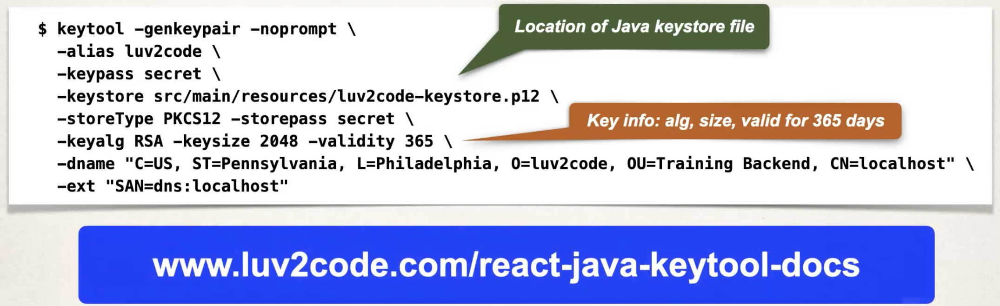 $ keytool -genkeypair -noprompt \
Location of Java keystore file
-alias luv2code \
-keypass secret \
-keystore src/main/resources/luv2code-keystore.p12 \
-storeType PKCS12 -storepass secret \
Key info: alg, size, valid for 365 days
-keyalg RSA -keysize 2048 -validity 365 \
-dname "C=US, ST=Pennsylvania, L=Philadelphia, O=luv2code, OU=Training Backend, CN=localhost" \
-ext "SAN=dns:localhost"
www.luv2code.com/react-java-keytool-docs